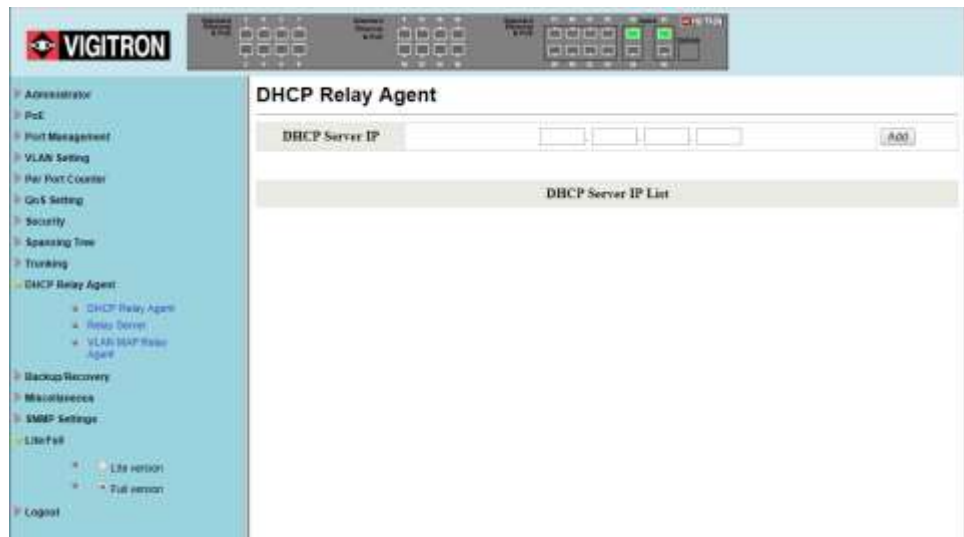 VIGITRON
DHCP Relay Agent
DHCP Server IP
Add
DHCP Server IP List
Administrator
PoE
Port Management
VLAN Setting
Per Port Counter
QoS Setting
Security
Spanning Tree
Trunking
DHCP Relay Agent
DHCP Relay Agent
Relay Server
VLAN MAP Relay
Agent
Backup/Recovery
Miscellaneous
SNMP Settings
Lite/Full
Lite version
Full version
Logout